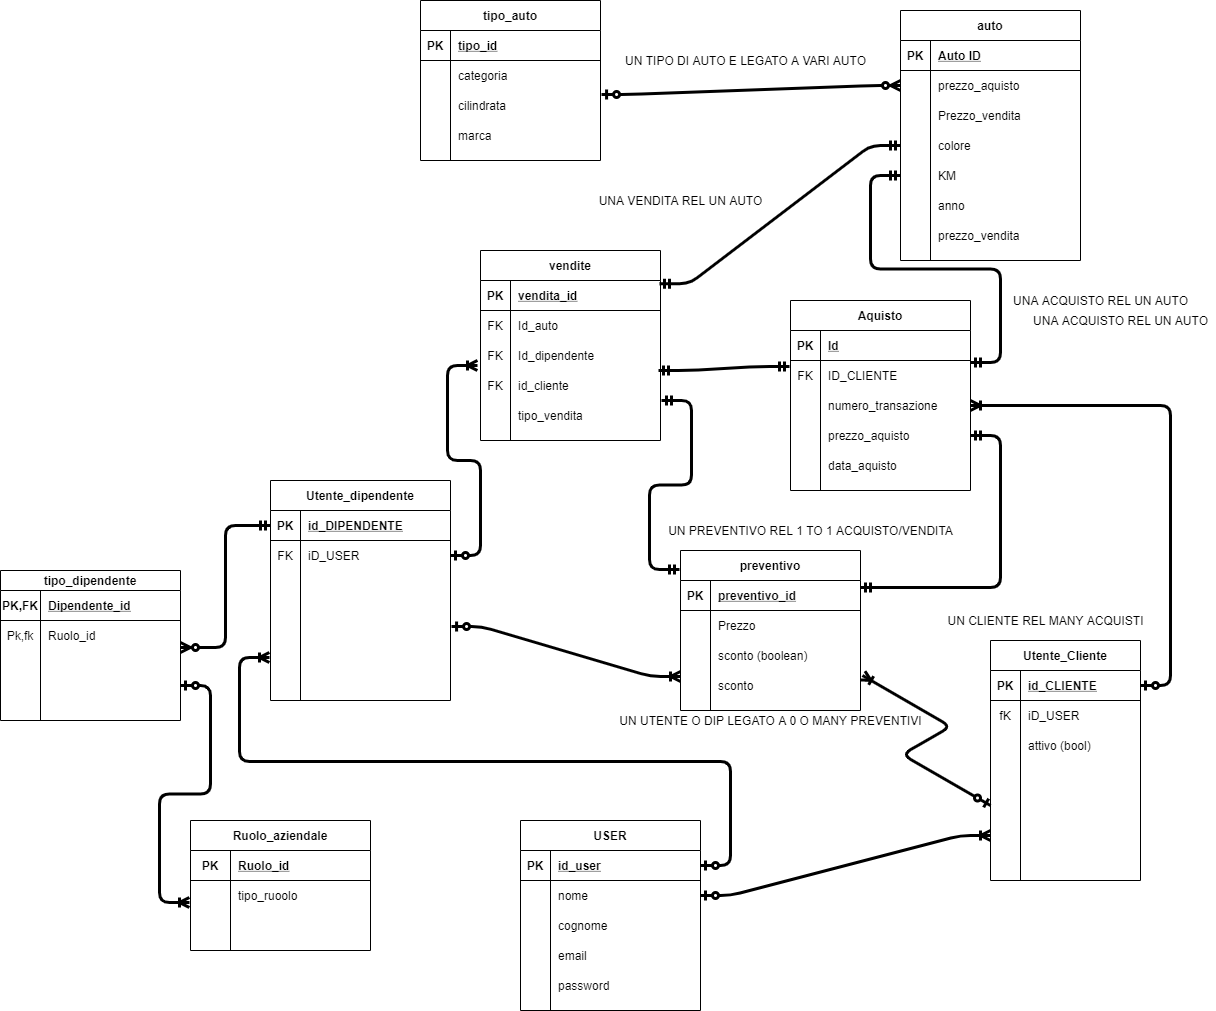 tipo_auto
PK tipo_id
categoria
cilindrata
marca
UN TIPO DI AUTO E LEGATO A VARI AUTO
auto
PK Auto ID
prezzo_aquisto
Prezzo_vendita
colore
KM
anno
prezzo_vendita
UNA VENDITA REL UN AUTO
vendite
PK vendita_id
FK Id_auto
FK Id_dipendente
FK id_cliente
tipo_vendita
Aquisto
PK Id
FK ID_CLIENTE
numero_transazione
prezzo_aquisto
data_aquisto
UNA ACQUISTO REL UN AUTO
UNA ACQUISTO REL UN AUTO
Utente_dipendente
PK id_DIPENDENTE
FK iD_USER
UN PREVENTIVO REL 1 TO 1 ACQUISTO/VENDITA
preventivo
PK preventivo_id
Prezzo
sconto (boolean)
sconto
UN UTENTE O DIP LEGATO A 0 O MANY PREVENTIVI
tipo_dipendente
PK,FK Dipendente_id
Pk,fk Ruolo_id
UN CLIENTE REL MANY ACQUISTI
Utente_Cliente
PK id_CLIENTE
fK iD_USER
attivo (bool)
Ruolo_aziendale
PK Ruolo_id
tipo_ruoolo
USER
PK id_user
nome
cognome
email
password